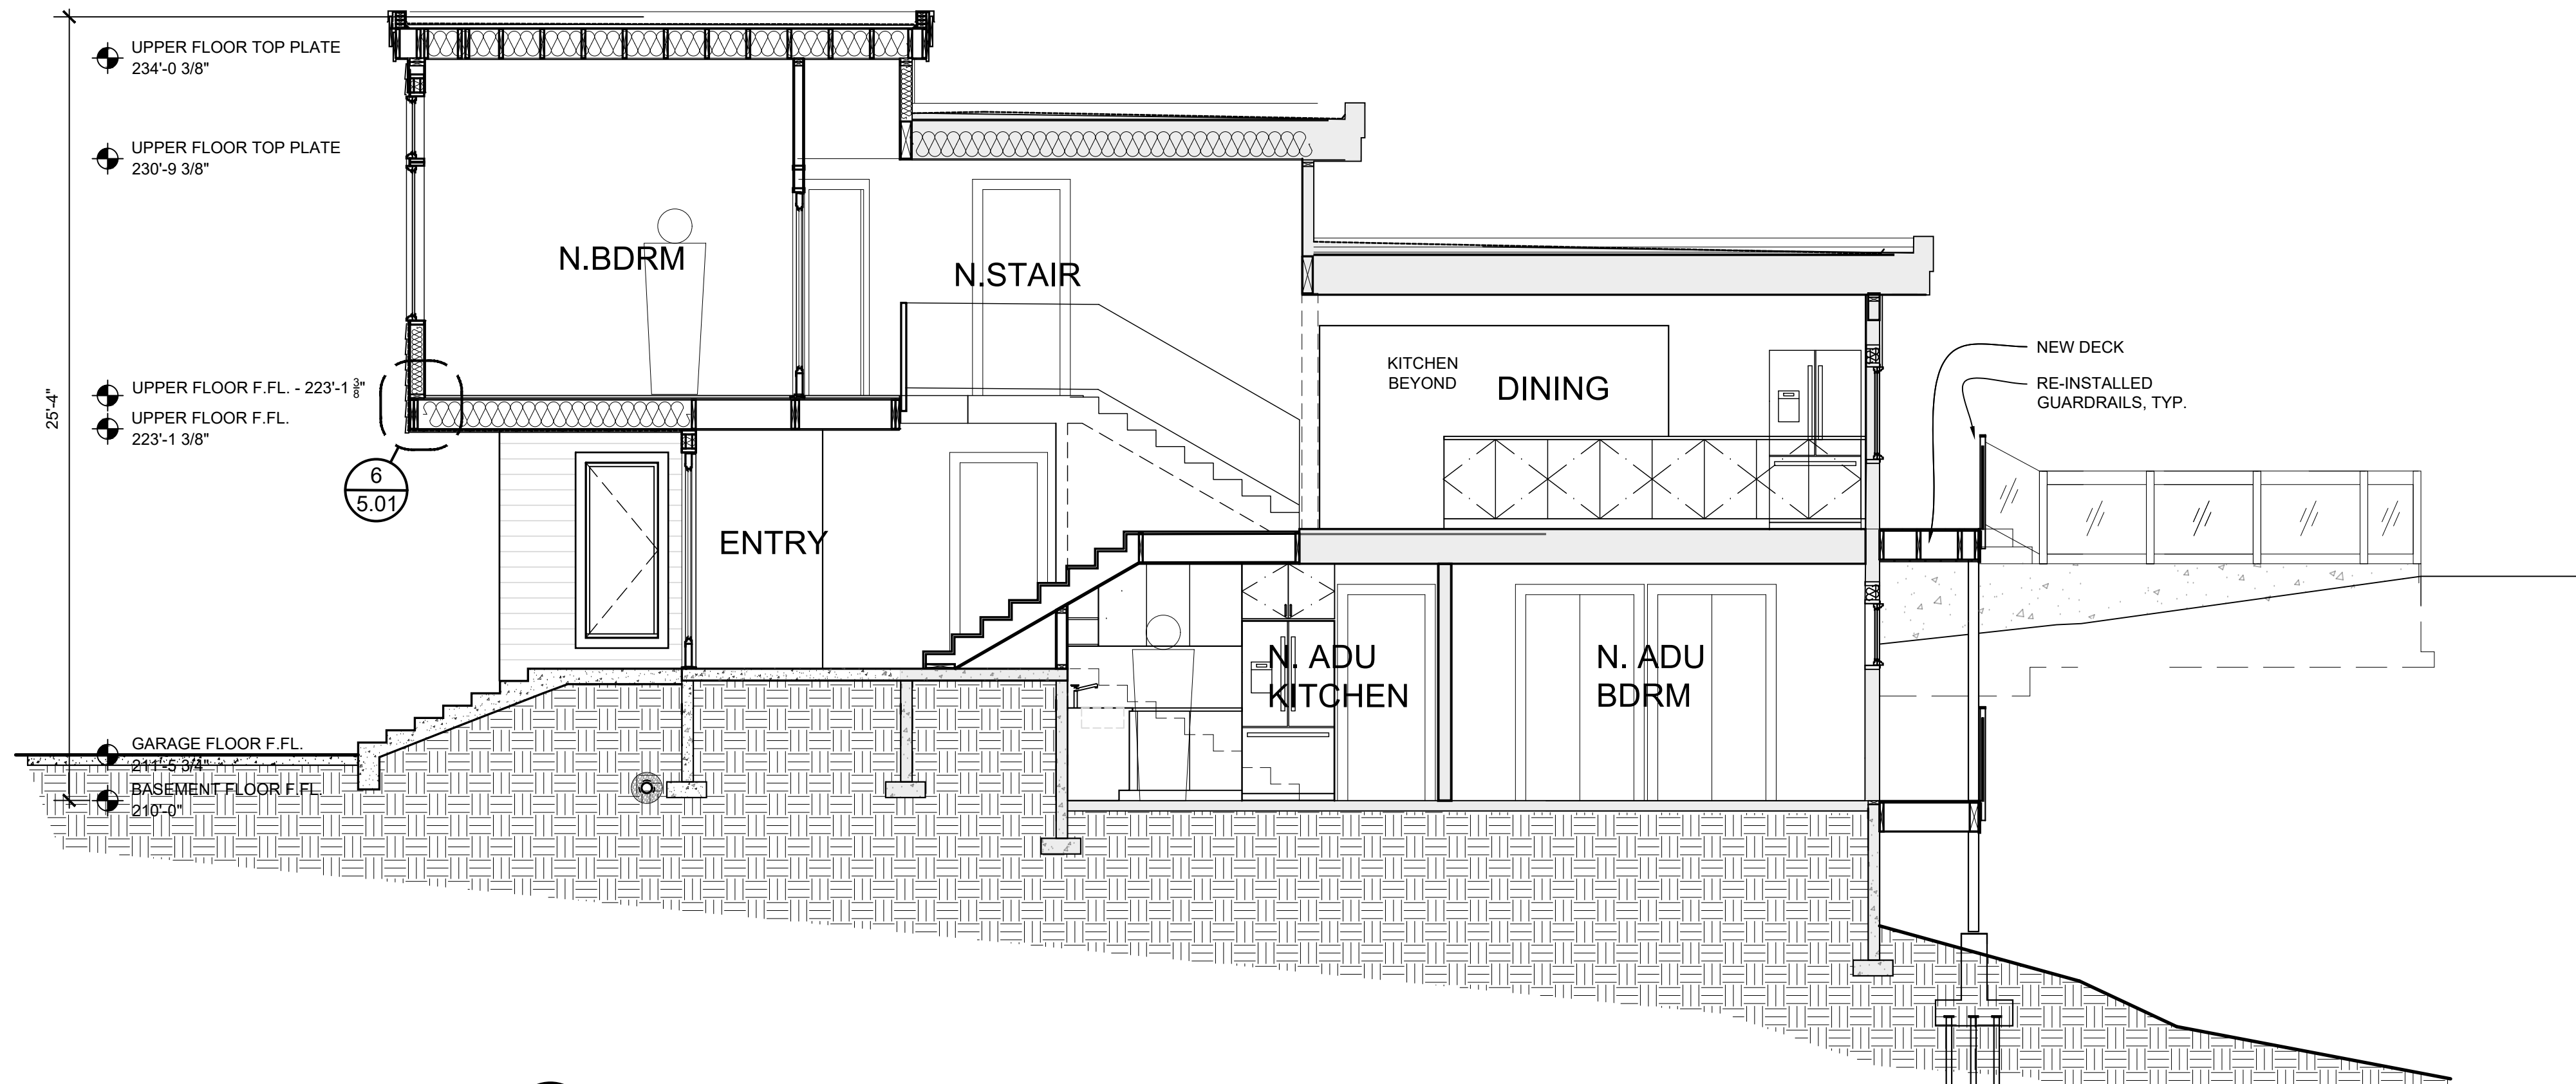 UPPER FLOOR TOP PLATE
234'-0 3/8"
UPPER FLOOR TOP PLATE
230'-9 3/8"
N.BDRM
N.STAIR
KITCHEN
BEYOND
DINING
NEW DECK
RE-INSTALLED
GUARDRAILS, TYP.
UPPER FLOOR F.FL. - 223'-1 3/8"
UPPER FLOOR F.FL.
223'-1 3/8"
25'-4"
6
5.01
ENTRY
N. ADU
KITCHEN
N. ADU
BDRM
GARAGE FLOOR F.FL.
211'-5 3/4"
BASEMENT FLOOR F.FL.
210'-0"